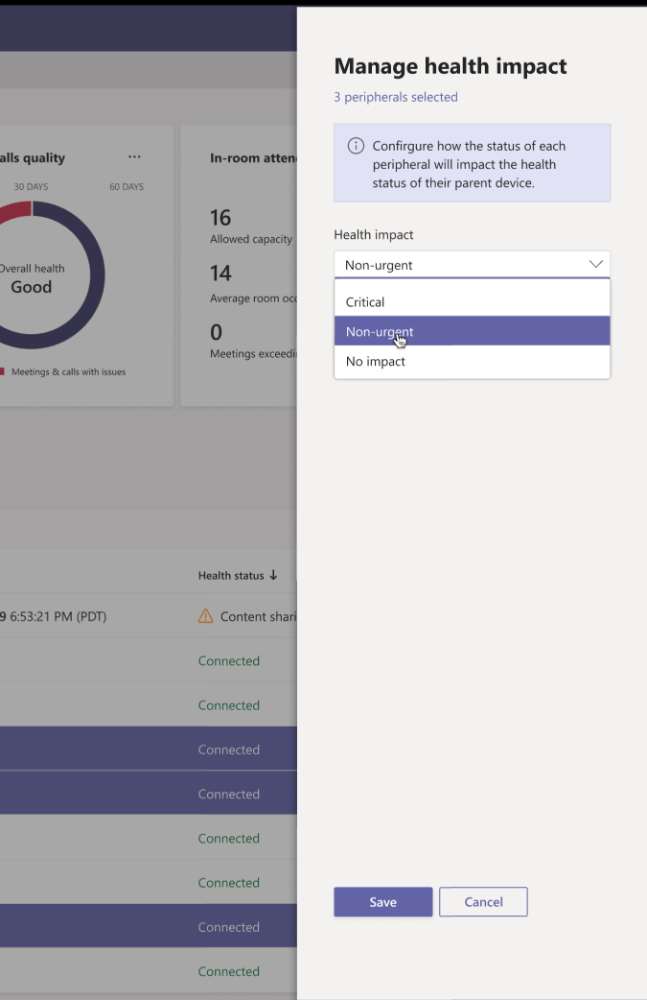 Manage health impact
3 peripherals selected
Confirgure how the status of each
peripheral will impact the health
status of their parent device.
Health impact
Non-urgent
Critical
Non-urgent
No impact
Save
Cancel
alls quality
...
30 DAYS
60 DAYS
Overall health
Good
Meetings & calls with issues
In-room atten
16
Allowed capacity
14
Average room occ
0
Meetings exceedi
Health status ↓
9 6:53:21 PM (PDT)
Content shari
Connected
Connected
Connected
Connected
Connected
Connected
Connected
Connected